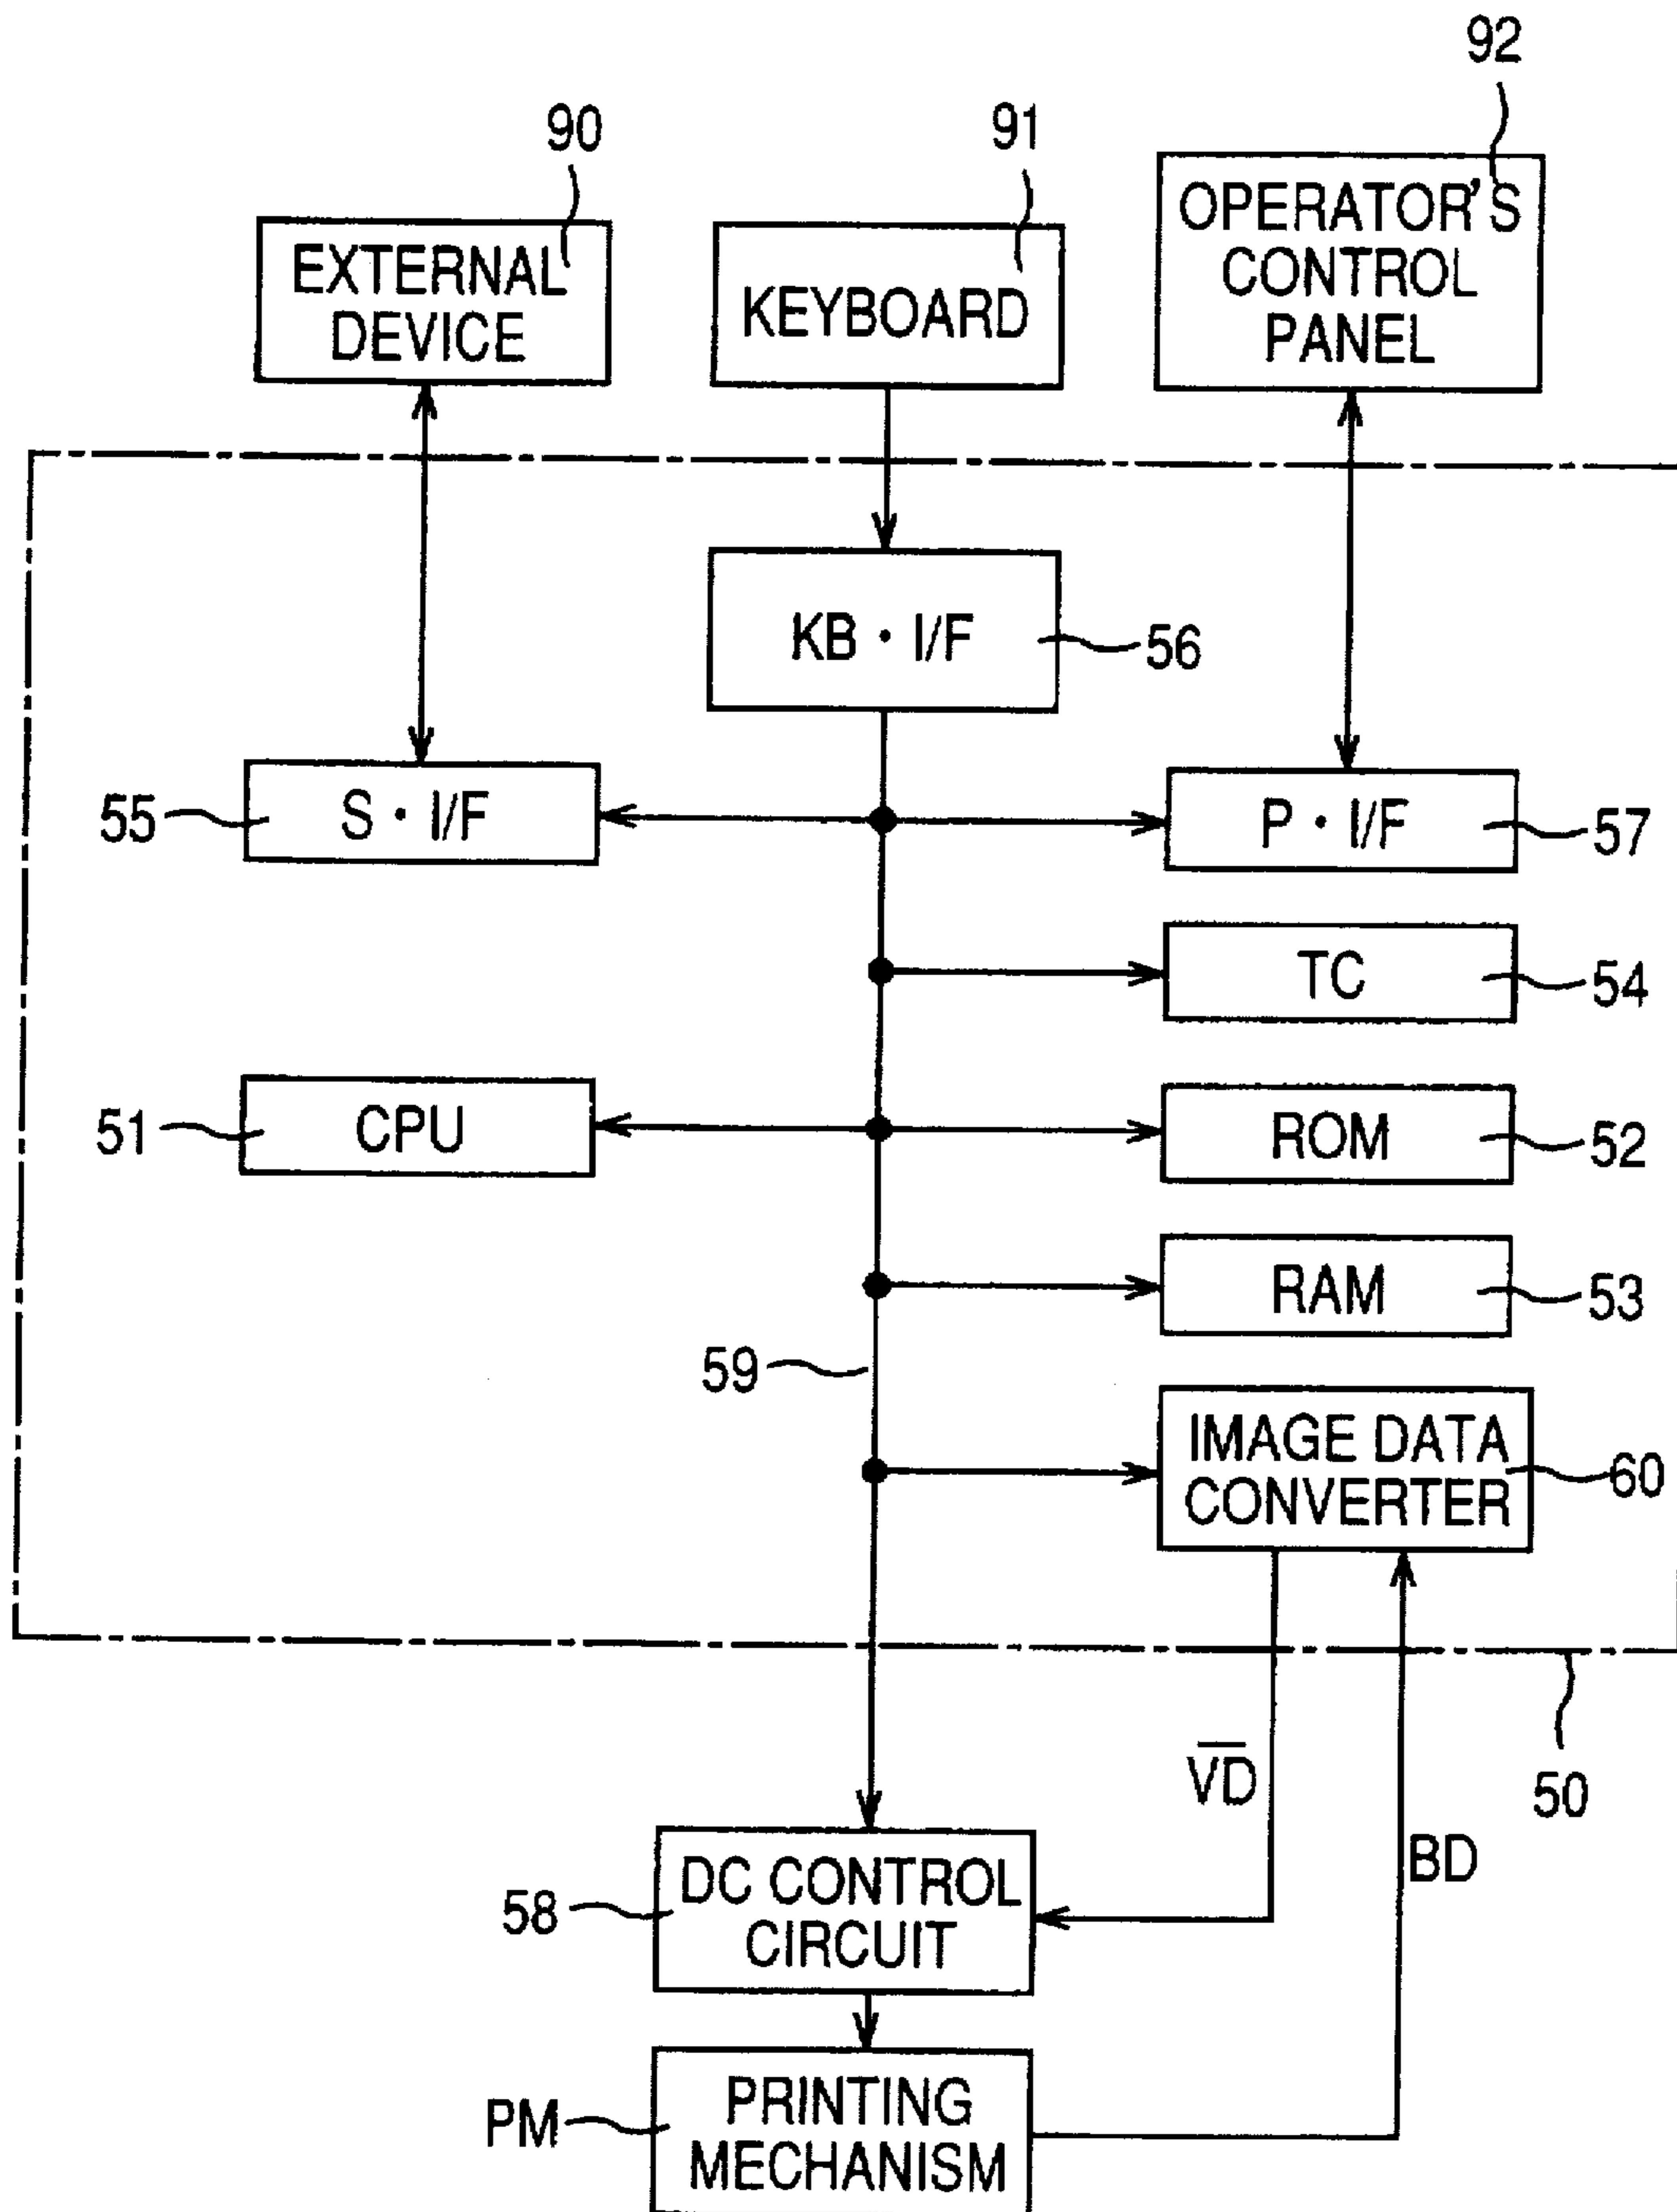 92
90
91
EXTERNAL
DEVICE
KEYBOARD
OPERATOR'S
CONTROL
PANEL
KB・I/F
56
55
S・I/F
P・I/F
57
TC
54
51
CPU
ROM
52
RAM
53
59
IMAGE DATA
CONVERTER
60
V̅D̅
50
BD
58
DC CONTROL
CIRCUIT
PM
PRINTING
MECHANISM